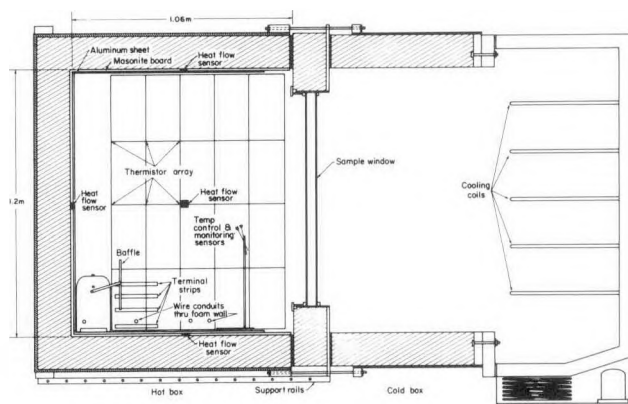 1.06m
Aluminum sheet
Masonite board
Heat flow
sensor
1.2m
Thermistor array
Sample window
Heat
flow
sensor
Heat flow
sensor
Cooling
coils
Temp
control &
monitoring
sensors
Baffle
Terminal
strips
Wire conduits
thru foam wall
Heat flow
sensor
Hot box
Support rails
Cold box